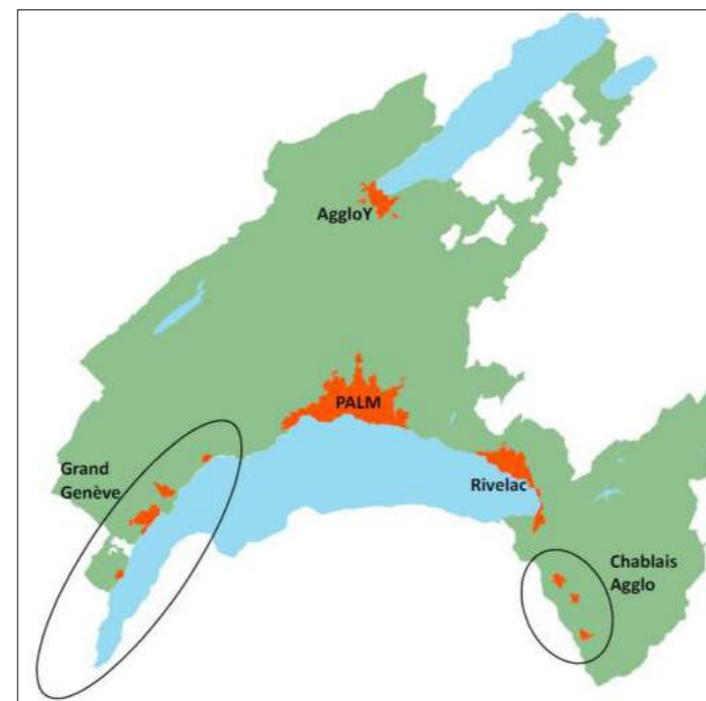 AggloY
PALM
Grand
Genève
Rivelac
Chablais
Agglo